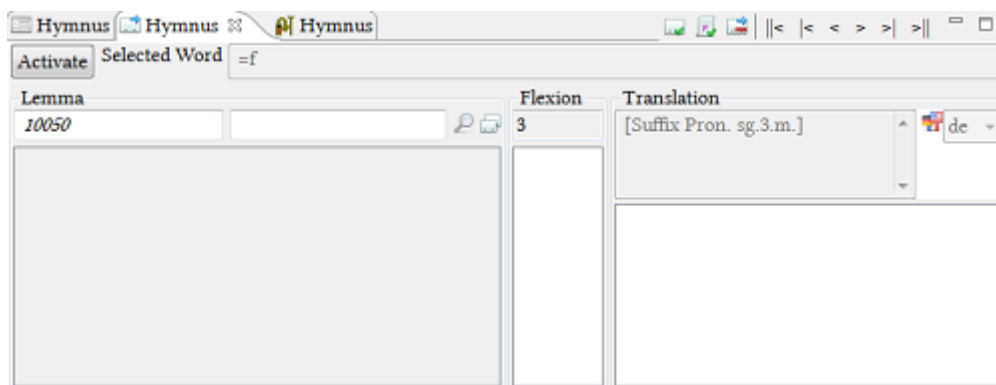 Hymnus Hymnus Hymnus ||< |< < > >| >||
Activate Selected Word =f
Lemma Flexion Translation
10050 3 [Suffix Pron. sg.3.m.] de